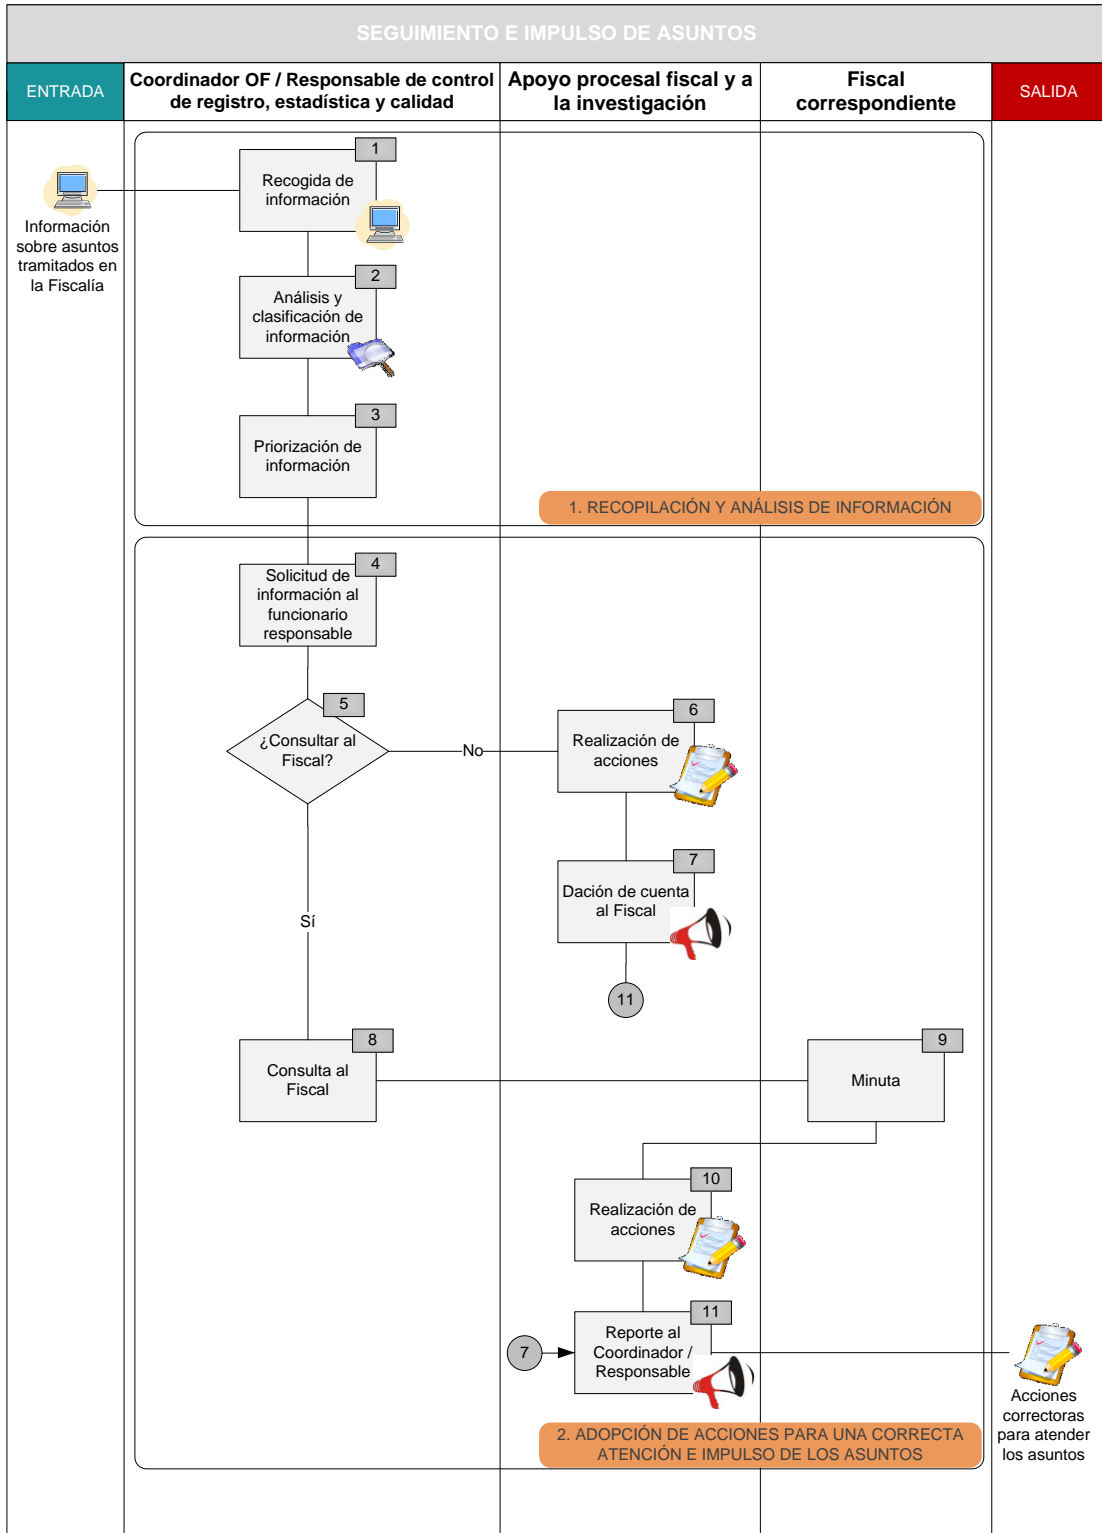 SEGUIMIENTO E IMPULSO DE ASUNTOS
ENTRADA
Coordinador OF / Responsable de control
de registro, estadística y calidad
Apoyo procesal fiscal y a
la investigación
Fiscal
correspondiente
SALIDA
1
Recogida de
información
Información
sobre asuntos
tramitados en
la Fiscalía
2
Análisis y
clasificación de
información
3
Priorización de
información
1. RECOPILACIÓN Y ANÁLISIS DE INFORMACIÓN
4
Solicitud de
información al
funcionario
responsable
5
¿Consultar al
Fiscal?
No
6
Realización de
acciones
7
Dación de cuenta
al Fiscal
Sí
11
8
Consulta al
Fiscal
9
Minuta
10
Realización de
acciones
11
7
Reporte al
Coordinador /
Responsable
Acciones
correctoras
para atender
los asuntos
2. ADOPCIÓN DE ACCIONES PARA UNA CORRECTA
ATENCIÓN E IMPULSO DE LOS ASUNTOS